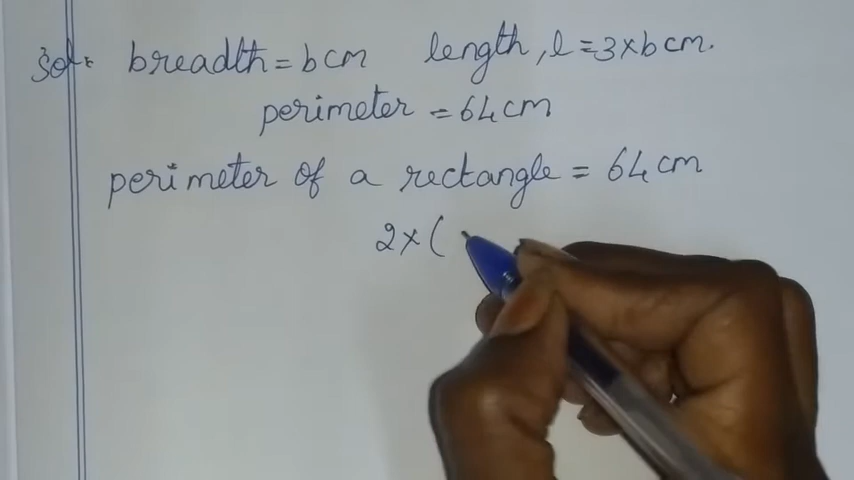 Sol: breadth = b cm length, l = 3 x b cm.
perimeter = 64 cm
perimeter of a rectangle = 64 cm
2 x (